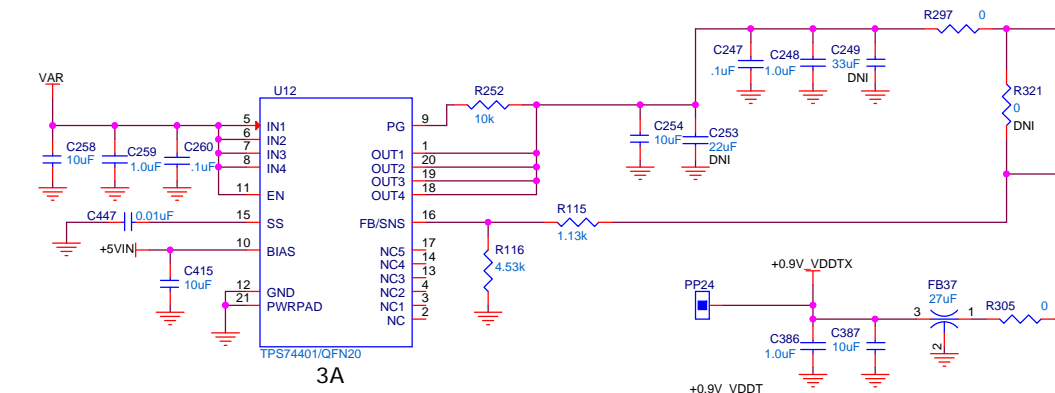 R297 0
C247 .1uF
C248 1.0uF
C249 33uF DNI
R321 0 DNI
VAR
U12
R252 10k
C254 10uF
C253 22uF DNI
C258 10uF
C259 1.0uF
C260 .1uF
5 IN1
6 IN2
7 IN3
8 IN4
11 EN
15 SS
10 BIAS
12 GND
21 PWRPAD
PG 9
OUT1 1
OUT2 20
OUT3 19
OUT4 18
FB/SNS 16
NC5 17
NC4 14
NC3 13
NC2 4
NC1 3
NC 2
C447 0.01uF
+5VIN
C415 10uF
R115 1.13k
R116 4.53k
TPS74401/QFN20
3A
+0.9V_VDDTX
PP24
FB37
27uF
3 1
2
R305 0
C386 1.0uF
C387 10uF
+0.9V_VDDT